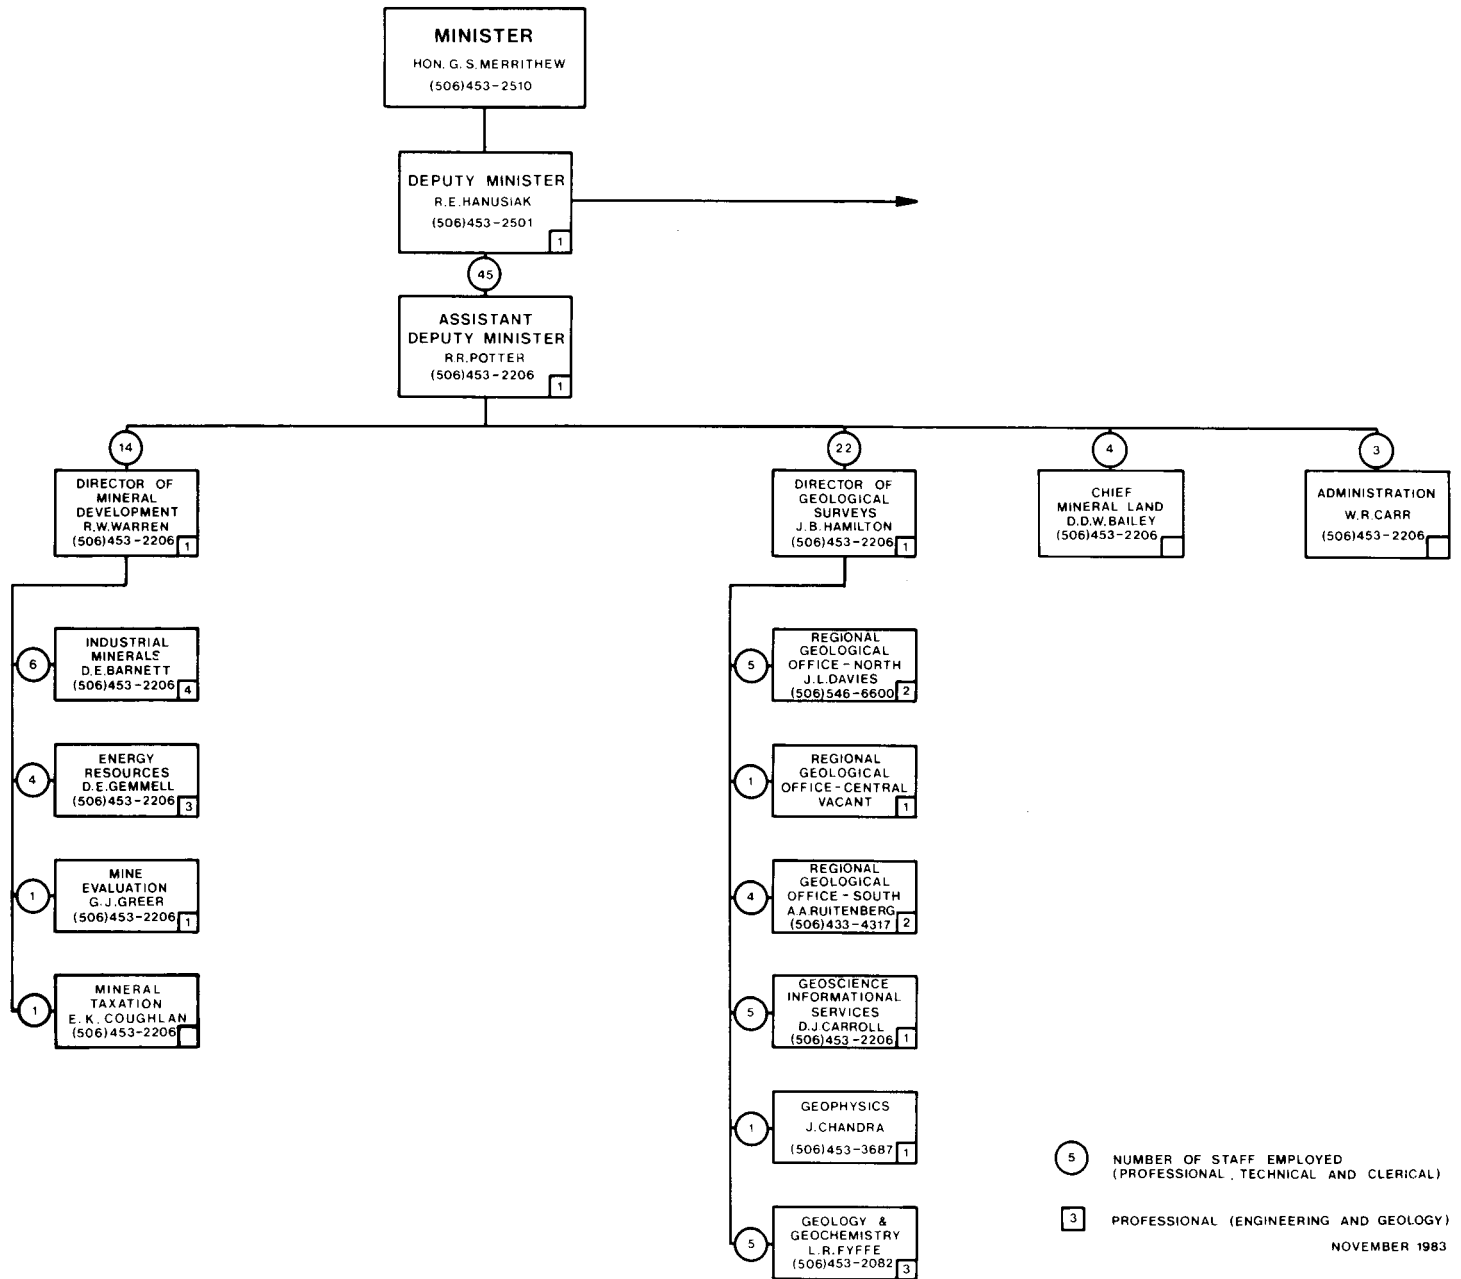 MINISTER
HON. G. S. MERRITHEW
(506)453-2510
DEPUTY MINISTER
R.E.HANUSIAK
(506)453-2501
1
45
ASSISTANT
DEPUTY MINISTER
R.R.POTTER
(506)453-2206
1
14
DIRECTOR OF
MINERAL
DEVELOPMENT
R.W.WARREN
(506)453-2206
1
22
DIRECTOR OF
GEOLOGICAL
SURVEYS
J.B.HAMILTON
(506)453-2206
1
4
CHIEF
MINERAL LAND
D.D.W.BAILEY
(506)453-2206
3
ADMINISTRATION
W.R.CARR
(506)453-2206
6
INDUSTRIAL
MINERALS
D.E.BARNETT
(506)453-2206
4
4
ENERGY
RESOURCES
D.E.GEMMELL
(506)453-2206
3
1
MINE
EVALUATION
G.J.GREER
(506)453-2206
1
1
MINERAL
TAXATION
E.K.COUGHLAN
(506)453-2206
5
REGIONAL
GEOLOGICAL
OFFICE-NORTH
J.L.DAVIES
(506)546-6600
2
1
REGIONAL
GEOLOGICAL
OFFICE-CENTRAL
VACANT
1
4
REGIONAL
GEOLOGICAL
OFFICE-SOUTH
A.A.RUITENBERG
(506)433-4317
2
5
GEOSCIENCE
INFORMATIONAL
SERVICES
D.J.CARROLL
(506)453-2206
1
1
GEOPHYSICS
J.CHANDRA
(506)453-3687
1
5
GEOLOGY &
GEOCHEMISTRY
L.R.FYFFE
(506)453-2082
3
5
NUMBER OF STAFF EMPLOYED
(PROFESSIONAL, TECHNICAL AND CLERICAL)
3
PROFESSIONAL (ENGINEERING AND GEOLOGY)
NOVEMBER 1983